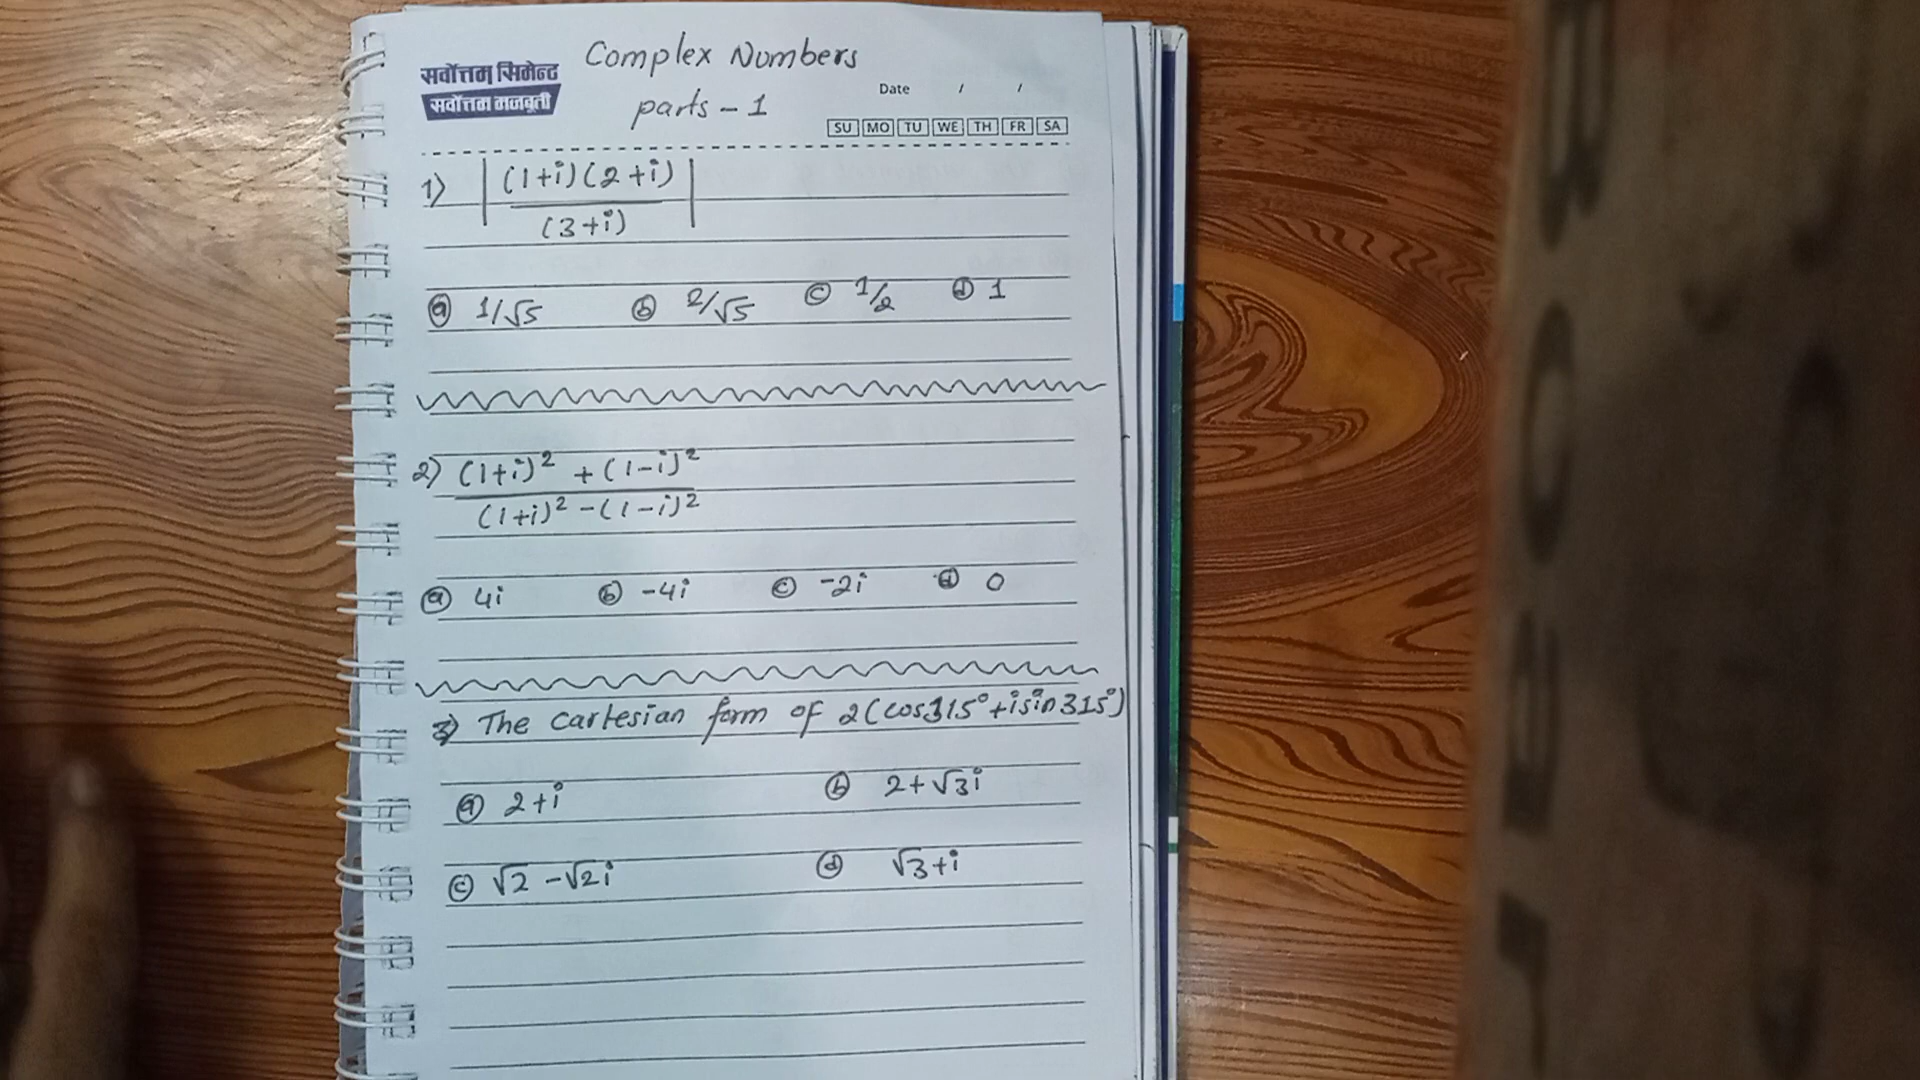 सर्वोत्तम सिमेन्ट
सर्वोत्तम मजबूती
Complex Numbers
parts - 1
Date / /
SU MO TU WE TH FR SA
1) |(1+i)(2+i) / (3+i)|
ⓐ 1/√5 ⓑ 2/√5 ⓒ 1/2 ⓓ 1
2) (1+i)² + (1-i)²
(1+i)² - (1-i)²
ⓐ 4i ⓑ -4i ⓒ -2i ⓓ 0
3) The cartesian form of 2(cos315°+isin315°)
ⓐ 2+i ⓑ 2+√3i
ⓒ √2 -√2i ⓓ √3+i